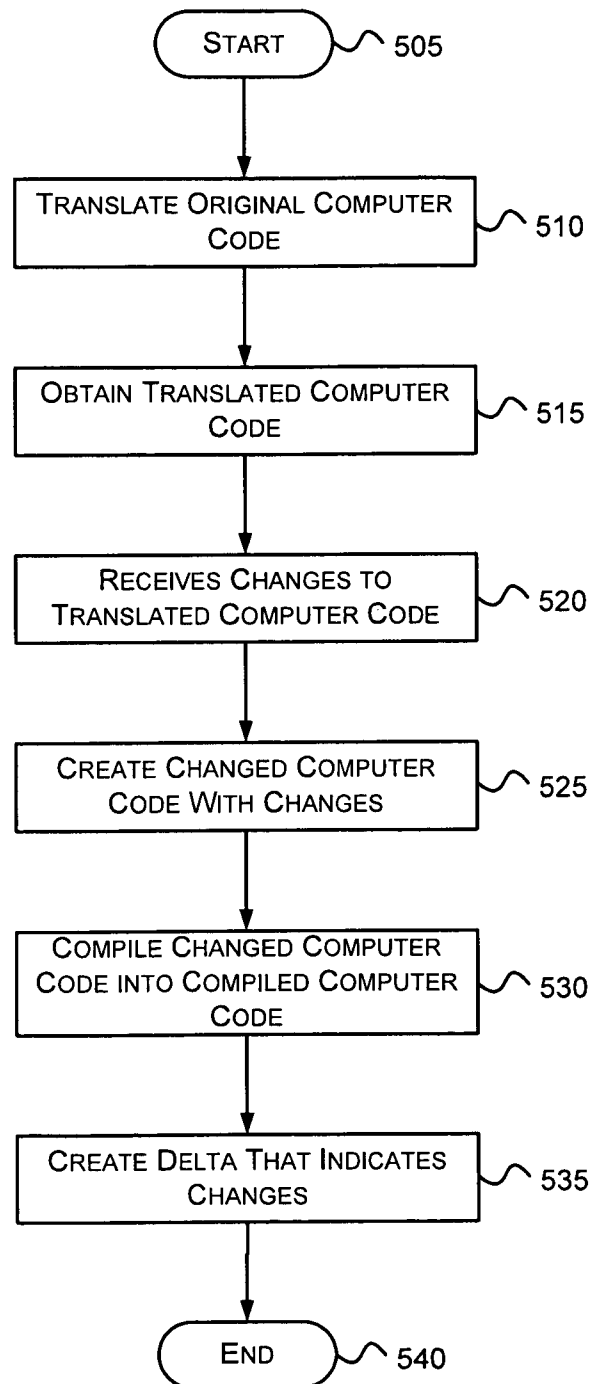 START
505
TRANSLATE ORIGINAL COMPUTER
CODE
510
OBTAIN TRANSLATED COMPUTER
CODE
515
RECEIVES CHANGES TO
TRANSLATED COMPUTER CODE
520
CREATE CHANGED COMPUTER
CODE WITH CHANGES
525
COMPILE CHANGED COMPUTER
CODE INTO COMPILED COMPUTER
CODE
530
CREATE DELTA THAT INDICATES
CHANGES
535
END
540